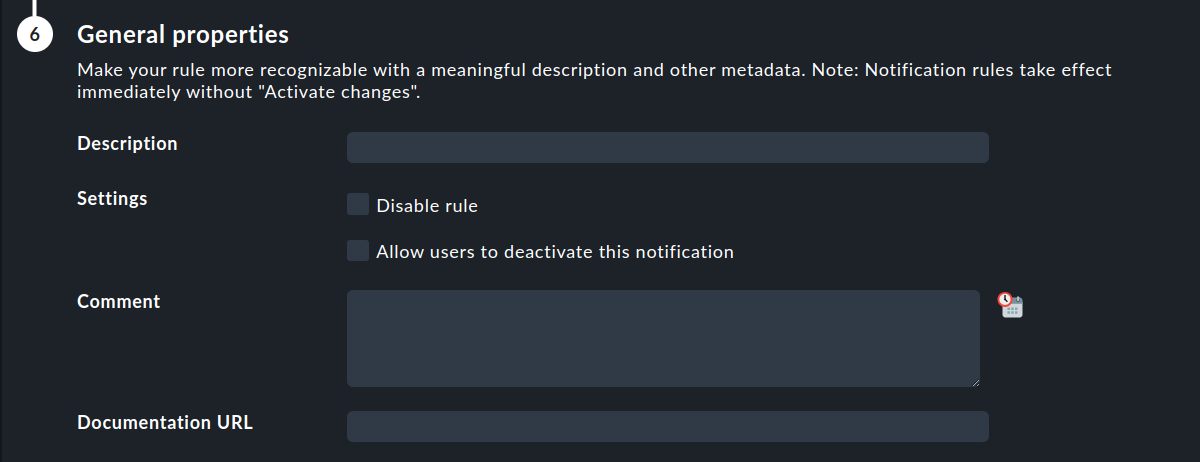 6
General properties
Make your rule more recognizable with a meaningful description and other metadata. Note: Notification rules take effect
immediately without "Activate changes".
Description
Settings
Disable rule
Allow users to deactivate this notification
Comment
Documentation URL